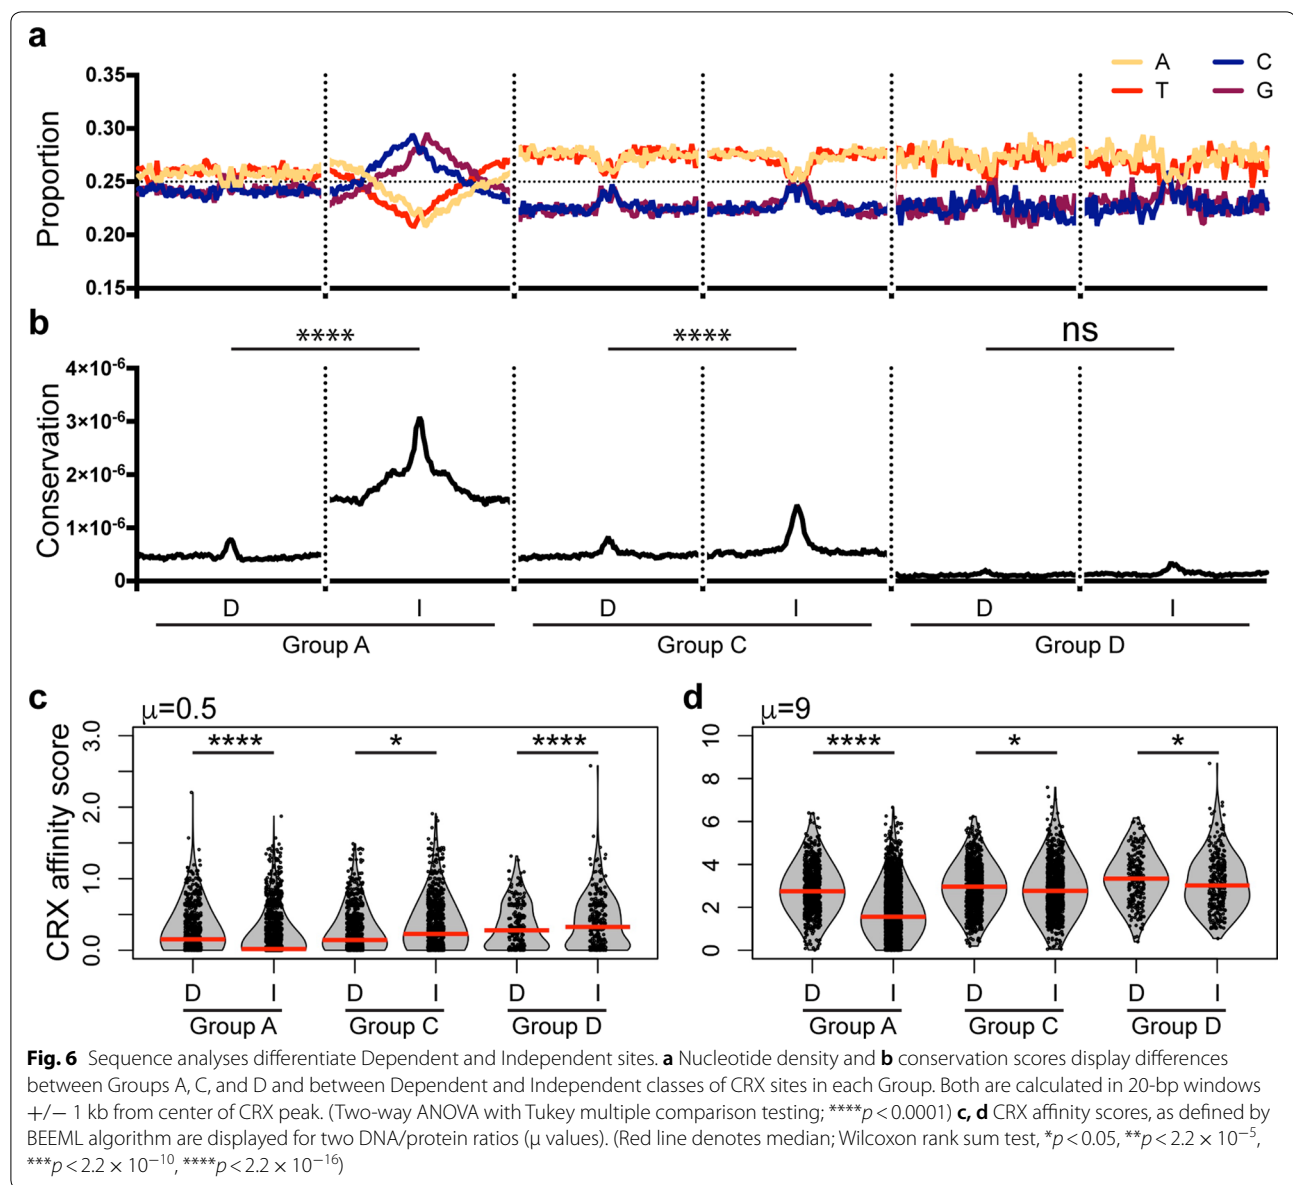 a
A C
T G
0.35
0.30
0.25
0.20
0.15
Proportion
b
**** **** ns
4×10-6
3×10-6
2×10-6
1×10-6
0
Conservation
D I D I D I
Group A Group C Group D
c μ=0.5
3.0
2.0
1.0
0.0
CRX affinity score
**** * ****
D I D I D I
Group A Group C Group D
d μ=9
10
8
6
4
2
0
**** * *
D I D I D I
Group A Group C Group D
Fig. 6 Sequence analyses differentiate Dependent and Independent sites. a Nucleotide density and b conservation scores display differences
between Groups A, C, and D and between Dependent and Independent classes of CRX sites in each Group. Both are calculated in 20-bp windows
+/− 1 kb from center of CRX peak. (Two-way ANOVA with Tukey multiple comparison testing; ****p < 0.0001) c, d CRX affinity scores, as defined by
BEEML algorithm are displayed for two DNA/protein ratios (μ values). (Red line denotes median; Wilcoxon rank sum test, *p < 0.05, **p < 2.2 × 10−5,
***p < 2.2 × 10−10, ****p < 2.2 × 10−16)